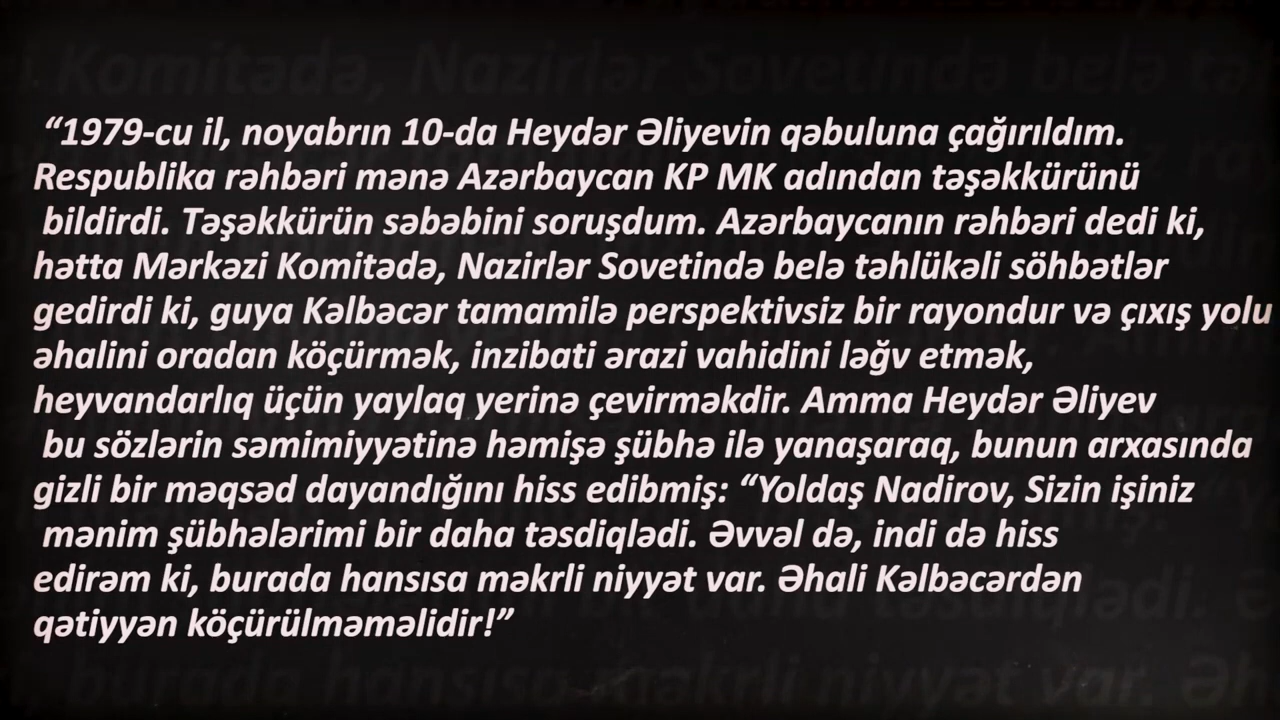 “1979-cu il, noyabrın 10-da Heydər Əliyevin qəbuluna çağırıldım.
Respublika rəhbəri mənə Azərbaycan KP MK adından təşəkkürünü
bildirdi. Təşəkkürün səbəbini soruşdum. Azərbaycanın rəhbəri dedi ki,
hətta Mərkəzi Komitədə, Nazirlər Sovetində belə təhlükəli söhbətlər
gedirdi ki, guya Kəlbəcər tamamilə perspektivsiz bir rayondur və çıxış yolu
əhalini oradan köçürmək, inzibati ərazi vahidini ləğv etmək,
heyvandarlıq üçün yaylaq yerinə çevirməkdir. Amma Heydər Əliyev
bu sözlərin səmimiyyətinə həmişə şübhə ilə yanaşaraq, bunun arxasında
gizli bir məqsəd dayandığını hiss edibmiş: “Yoldaş Nadirov, Sizin işiniz
mənim şübhələrimi bir daha təsdiqlədi. Əvvəl də, indi də hiss
edirəm ki, burada hansısa məkrli niyyət var. Əhali Kəlbəcərdən
qətiyyən köçürülməməlidir!”